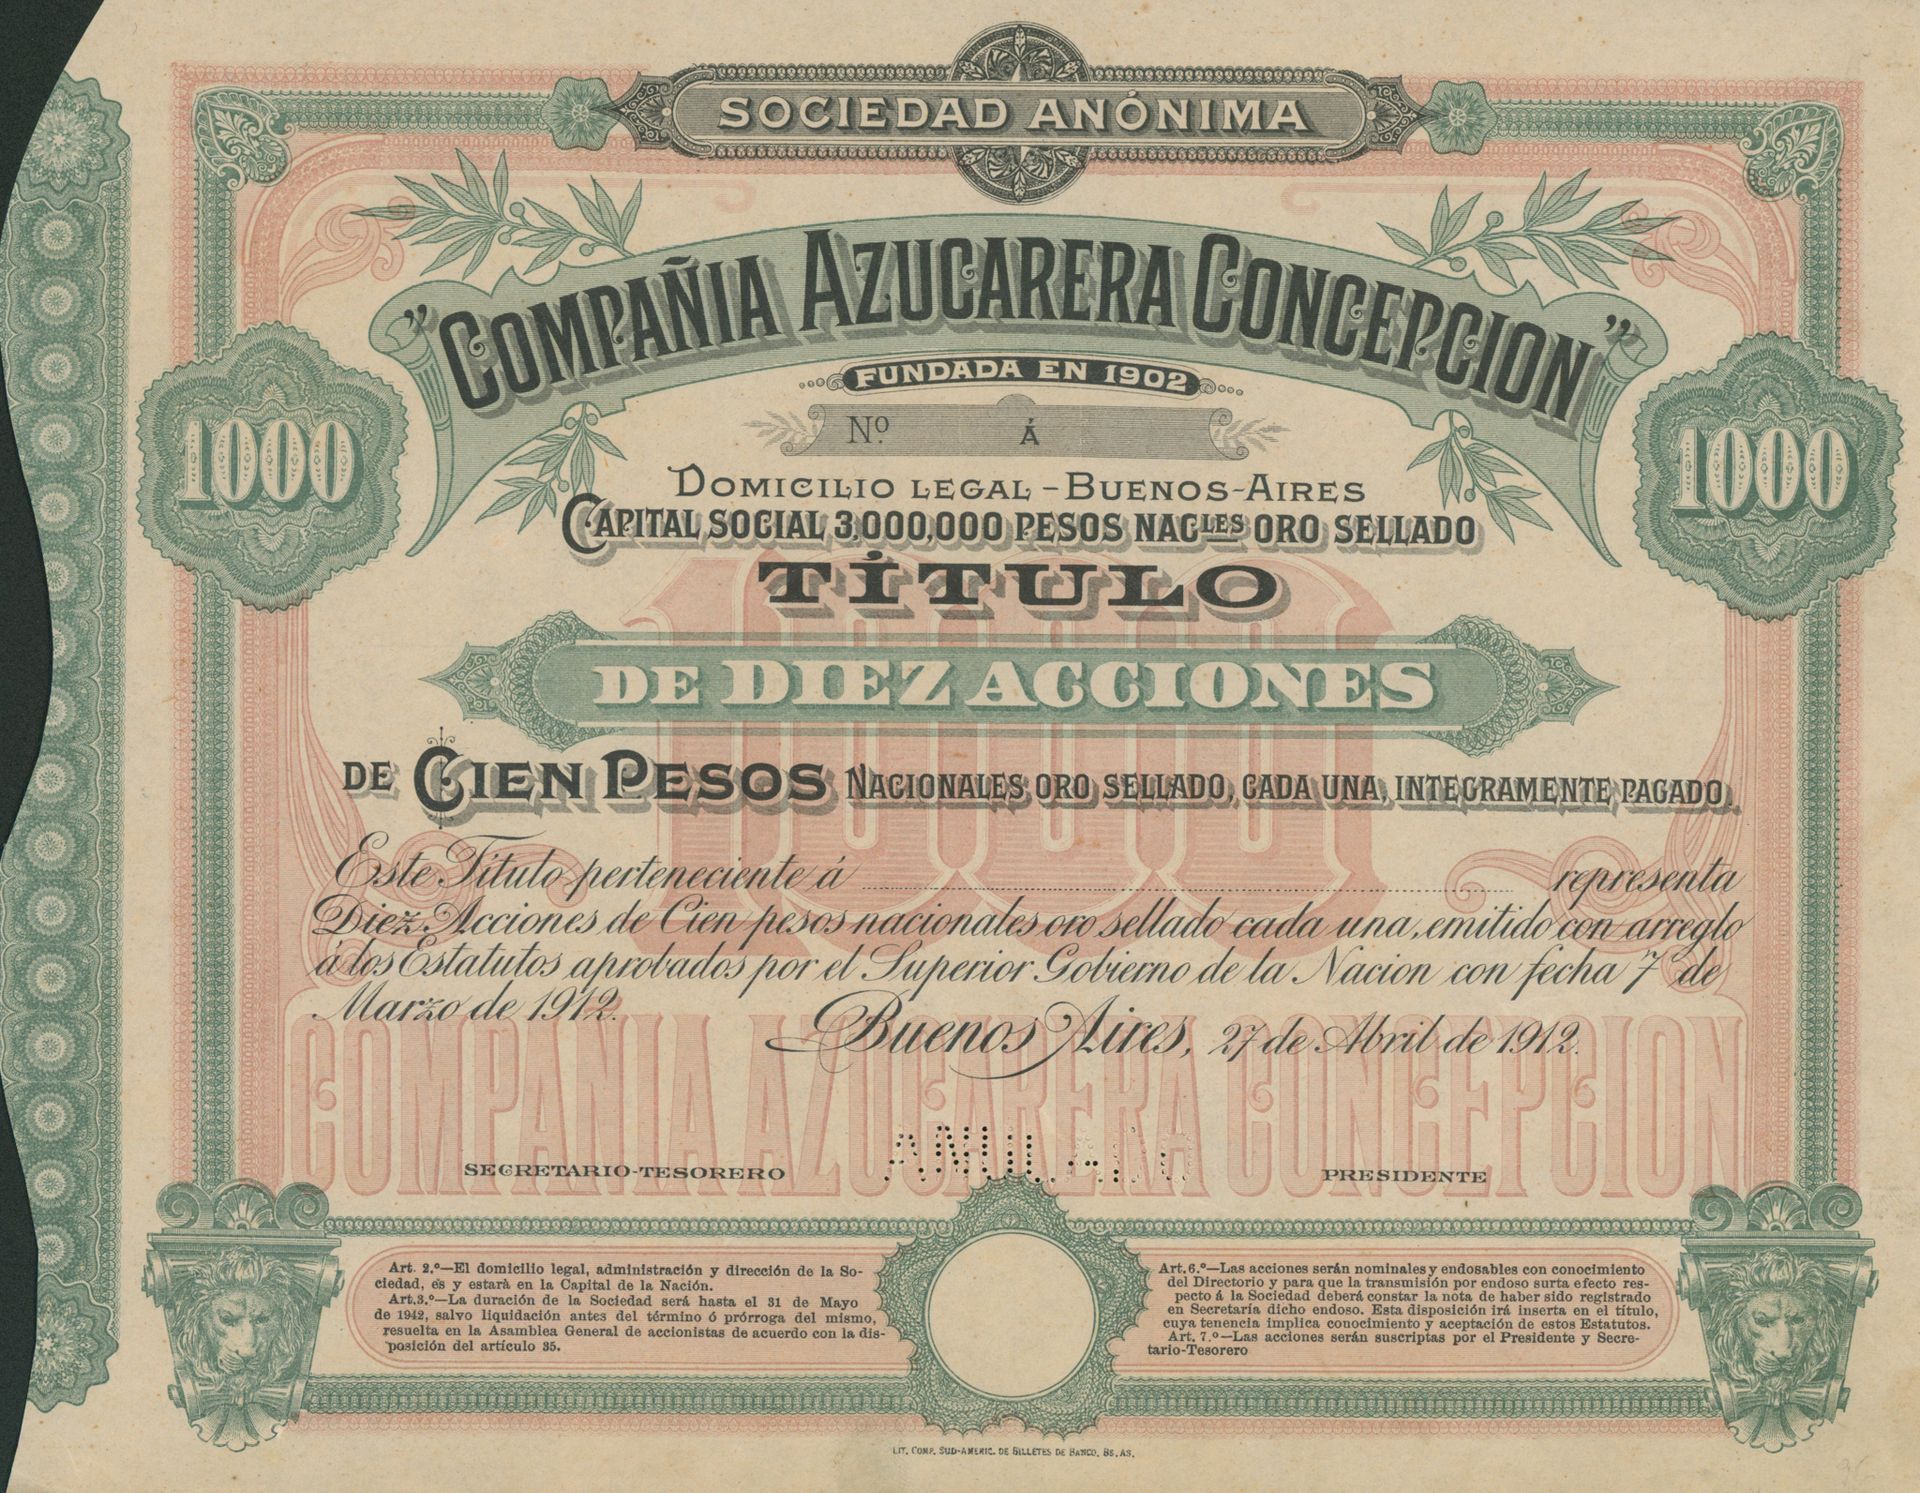 SOCIEDAD ANÓNIMA
"COMPAÑIA AZUCARERA CONCEPCION"
FUNDADA EN 1902
Nº. Á
1000
1000
DOMICILIO LEGAL - BUENOS-AIRES
CAPITAL SOCIAL 3,000,000 PESOS NACLES ORO SELLADO
TÍTULO
DE DIEZ ACCIONES
1000
DE CIEN PESOS NACIONALES ORO SELLADO, CADA UNA, INTEGRAMENTE PAGADO.
Este Título perteneciente á representa
Diez Acciones de Cien pesos nacionales oro sellado cada una, emitido con arreglo
á los Estatutos aprobados por el Superior Gobierno de la Nacion con fecha 7 de
Marzo de 1912.
Buenos Aires, 27 de Abril de 1912.
COMPAÑIA AZUCARERA CONCEPCION
SECRETARIO-TESORERO
PRESIDENTE
Art. 2.º—El domicilio legal, administración y dirección de la So-
ciedad, es y estará en la Capital de la Nación.
Art. 3.º—La duración de la Sociedad será hasta el 31 de Mayo
de 1942, salvo liquidación antes del término ó prórroga del mismo,
resuelta en la Asamblea General de accionistas de acuerdo con la dis-
posición del artículo 35.
Art. 6.º—Las acciones serán nominales y endosables con conocimiento
del Directorio y para que la transmisión por endoso surta efecto res-
pecto á la Sociedad deberá constar la nota de haber sido registrado
en Secretaría dicho endoso. Esta disposición irá inserta en el título,
cuya tenencia implica conocimiento y aceptación de estos Estatutos.
Art. 7.º—Las acciones serán suscriptas por el Presidente y Secre-
tario-Tesorero
LIT. COMP. SUD-AMERIC. DE BILLETES DE BANCO, BS. AS.